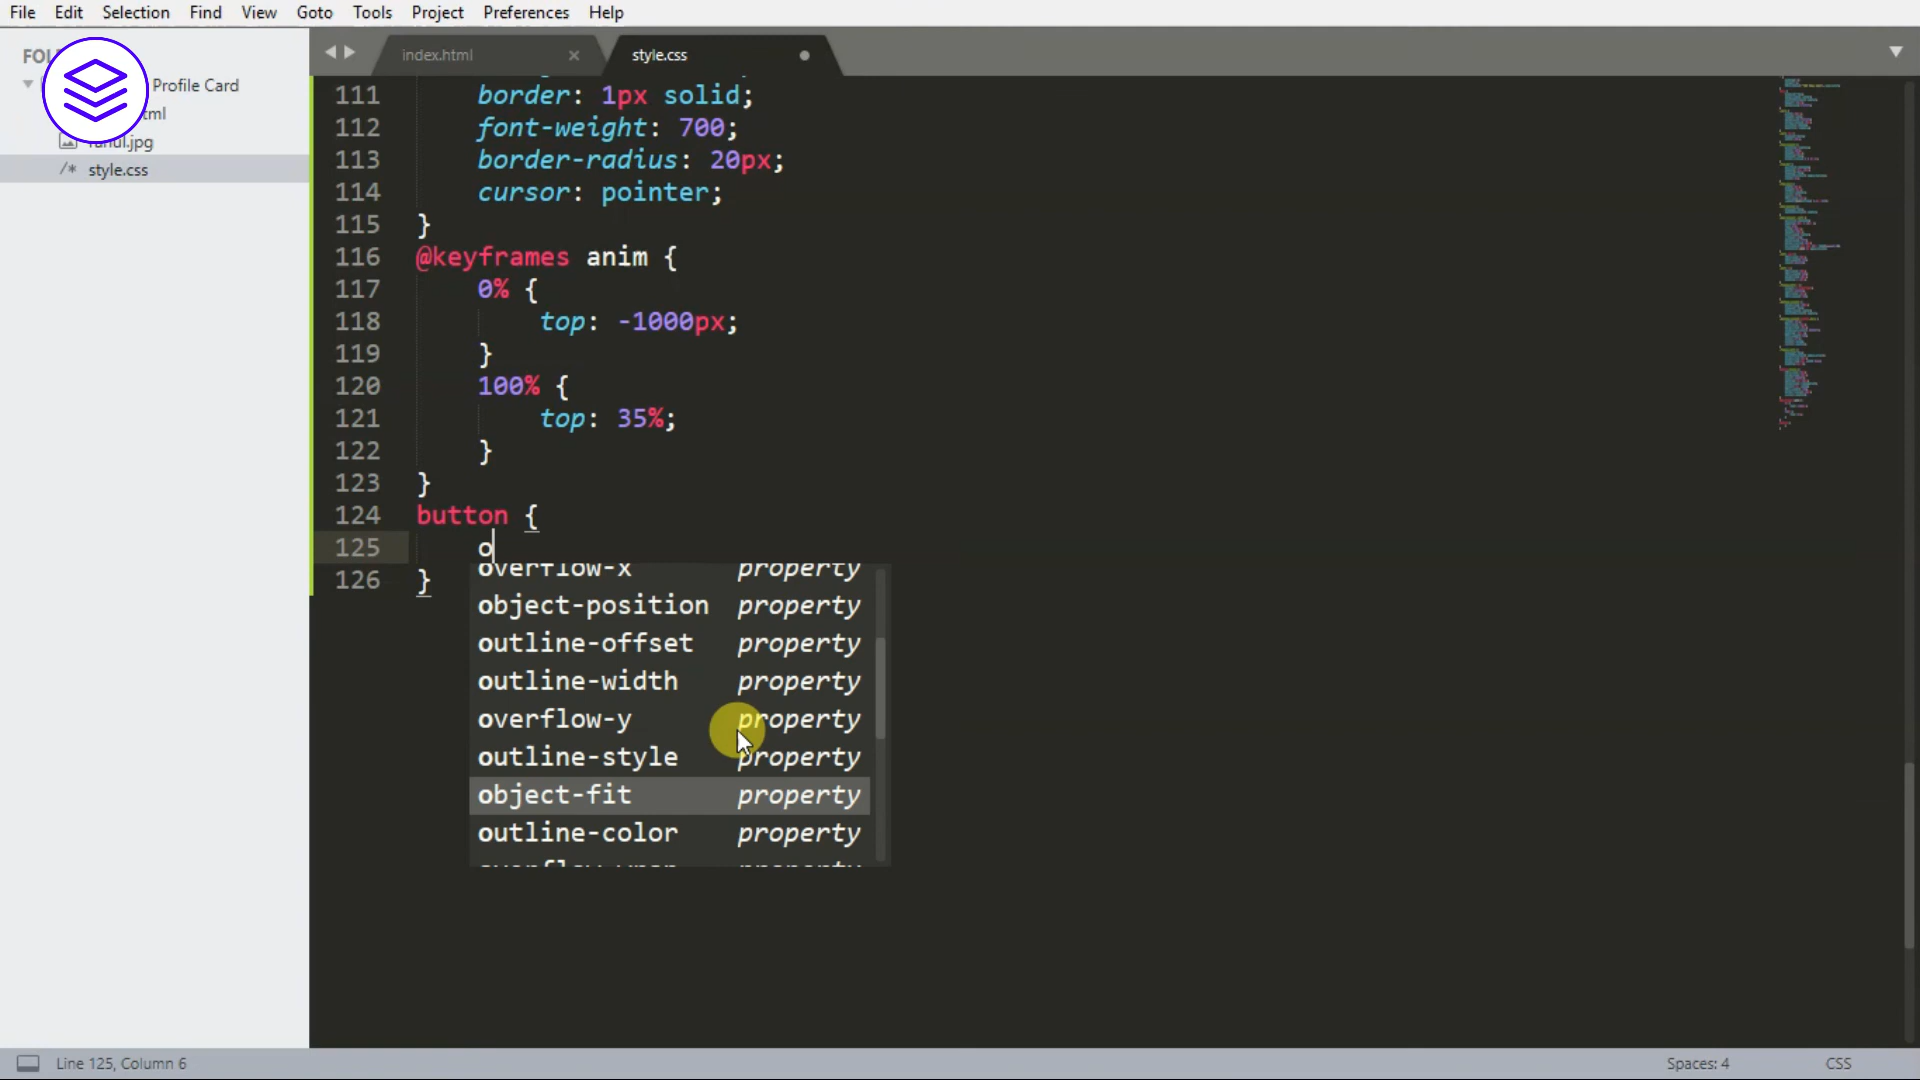 File Edit Selection Find View Goto Tools Project Preferences Help
index.html × style.css
Profile Card
rahul.jpg
/* style.css
111 border: 1px solid;
112 font-weight: 700;
113 border-radius: 20px;
114 cursor: pointer;
115 }
116 @keyframes anim {
117 0% {
118 top: -1000px;
119 }
120 100% {
121 top: 35%;
122 }
123 }
124 button {
125 o
126 }
overflow-x property
object-position property
outline-offset property
outline-width property
overflow-y property
outline-style property
object-fit property
outline-color property
Line 125, Column 6 Spaces: 4 CSS